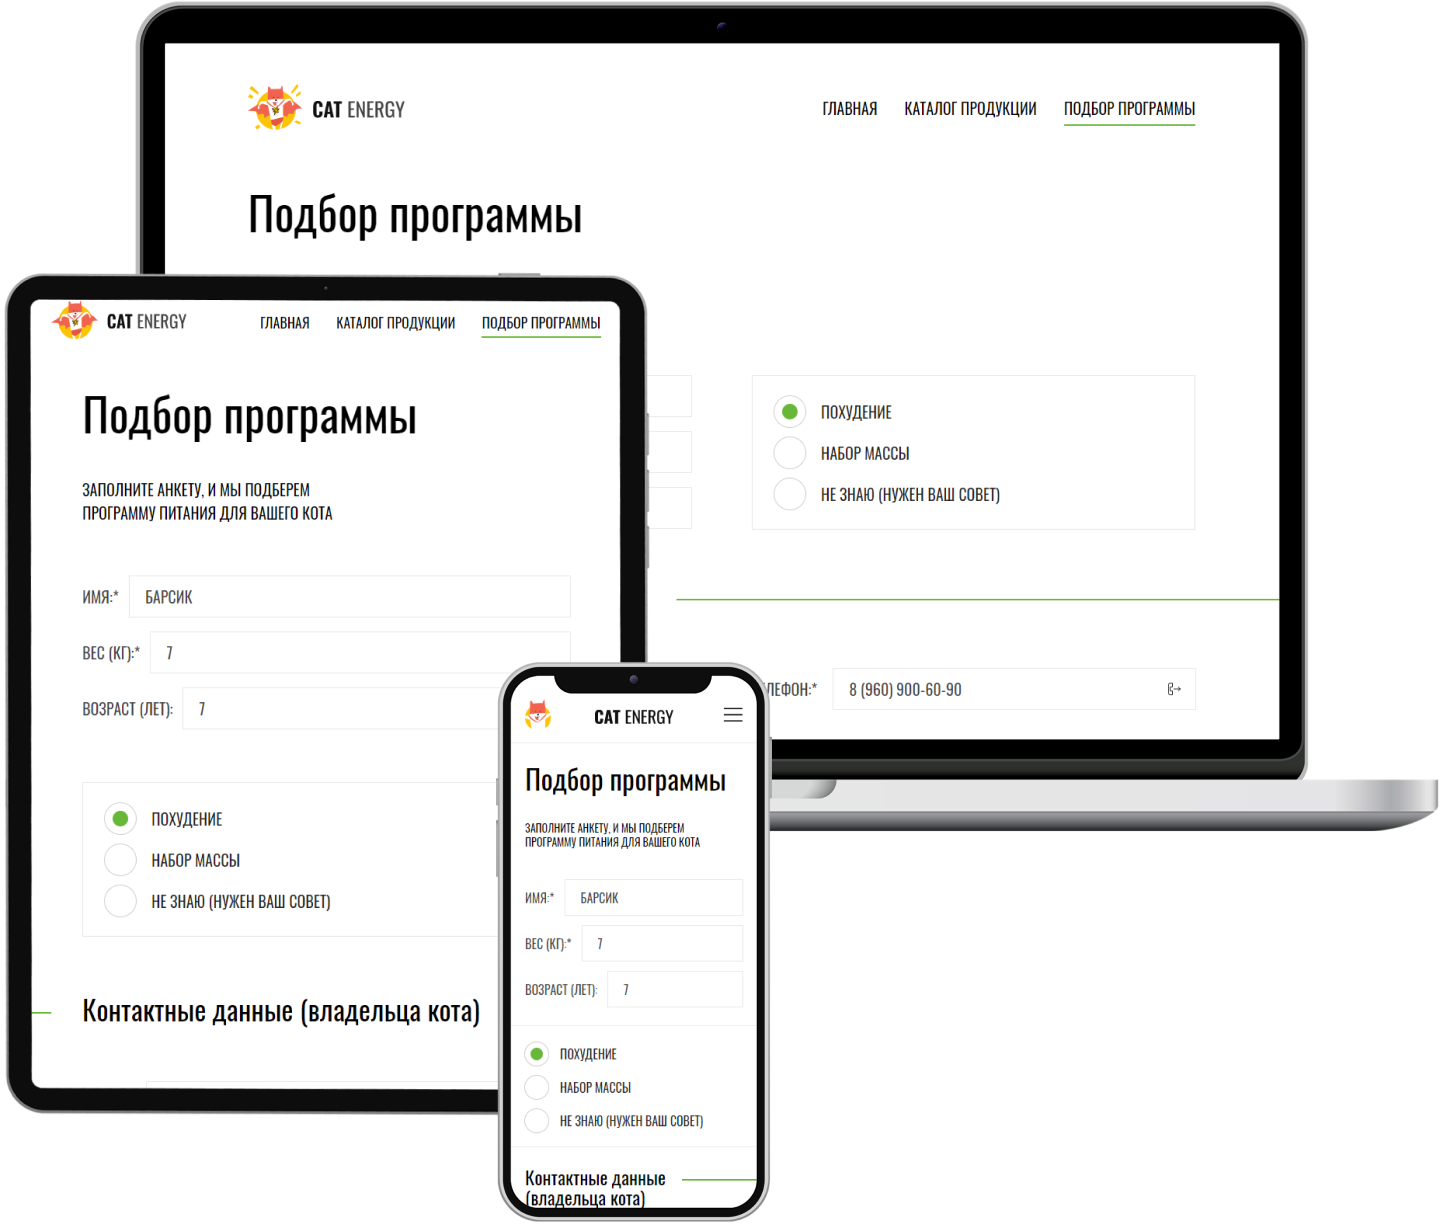 CAT ENERGY
ГЛАВНАЯ КАТАЛОГ ПРОДУКЦИИ ПОДБОР ПРОГРАММЫ
Подбор программы
ПОХУДЕНИЕ
НАБОР МАССЫ
НЕ ЗНАЮ (НУЖЕН ВАШ СОВЕТ)
ЛЕФОН:* 8 (960) 900-60-90
CAT ENERGY
ГЛАВНАЯ КАТАЛОГ ПРОДУКЦИИ ПОДБОР ПРОГРАММЫ
Подбор программы
ЗАПОЛНИТЕ АНКЕТУ, И МЫ ПОДБЕРЕМ
ПРОГРАММУ ПИТАНИЯ ДЛЯ ВАШЕГО КОТА
ИМЯ:* БАРСИК
ВЕС (КГ):* 7
ВОЗРАСТ (ЛЕТ): 7
ПОХУДЕНИЕ
НАБОР МАССЫ
НЕ ЗНАЮ (НУЖЕН ВАШ СОВЕТ)
Контактные данные (владельца кота)
CAT ENERGY
Подбор программы
ЗАПОЛНИТЕ АНКЕТУ, И МЫ ПОДБЕРЕМ
ПРОГРАММУ ПИТАНИЯ ДЛЯ ВАШЕГО КОТА
ИМЯ:* БАРСИК
ВЕС (КГ):* 7
ВОЗРАСТ (ЛЕТ): 7
ПОХУДЕНИЕ
НАБОР МАССЫ
НЕ ЗНАЮ (НУЖЕН ВАШ СОВЕТ)
Контактные данные
(владельца кота)